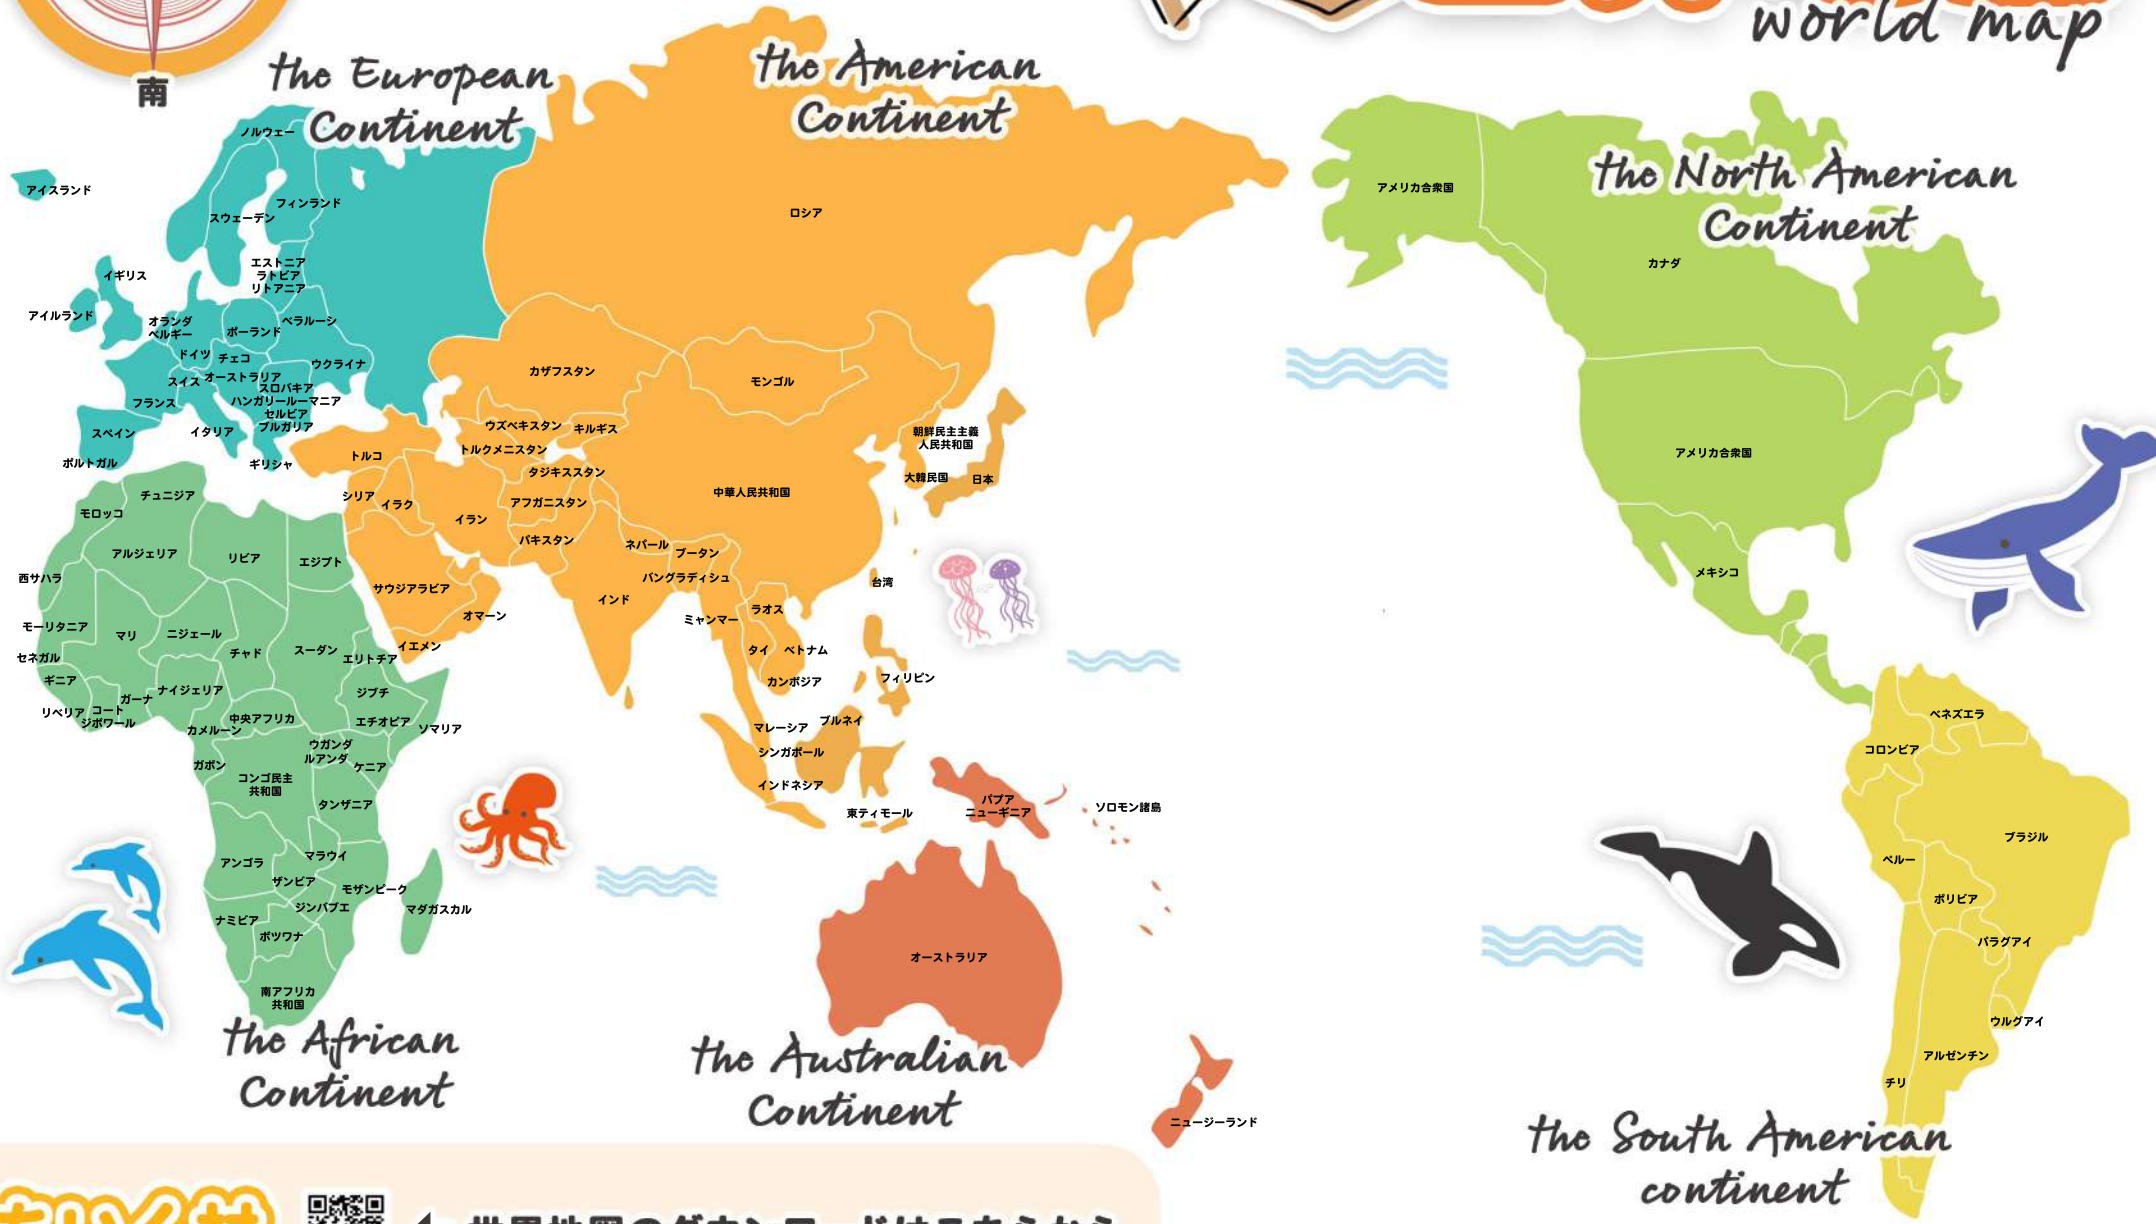 world map
南
the European
Continent
the American
Continent
the North American
Continent
ノルウェー
アイスランド
フィンランド
スウェーデン
エストニア
ラトビア
リトアニア
イギリス
アイルランド
オランダ
ベルギー
ポーランド
ベラルーシ
ドイツ
チェコ
ウクライナ
スイス
オーストラリア
スロバキア
フランス
ハンガリールーマニア
セルビア
ブルガリア
スペイン
イタリア
ポルトガル
ギリシャ
ロシア
カザフスタン
モンゴル
ウズベキスタン
キルギス
トルクメニスタン
タジキススタン
トルコ
シリア
イラク
イラン
アフガニスタン
パキスタン
中華人民共和国
朝鮮民主主義
人民共和国
大韓民国
日本
ネパール
ブータン
バングラディシュ
台湾
インド
ミャンマー
ラオス
タイ
ベトナム
カンボジア
フィリピン
マレーシア
ブルネイ
シンガポール
インドネシア
東ティモール
サウジアラビア
オマーン
イエメン
チュニジア
モロッコ
アルジェリア
リビア
エジプト
西サハラ
モーリタニア
マリ
ニジェール
チャド
スーダン
エリトチア
セネガル
ギニア
ガーナ
ナイジェリア
ジブチ
リベリア
コート
ジボワール
カメルーン
中央アフリカ
エチオピア
ソマリア
ウガンダ
ルアンダ
ガボン
ケニア
コンゴ民主
共和国
タンザニア
アンゴラ
マラウイ
ザンビア
モザンビーク
ジンバブエ
マダガスカル
ナミビア
ボツワナ
南アフリカ
共和国
the African
Continent
パプア
ニューギニア
ソロモン諸島
オーストラリア
the Australian
Continent
ニュージーランド
アメリカ合衆国
カナダ
アメリカ合衆国
メキシコ
ベネズエラ
コロンビア
ブラジル
ペルー
ボリビア
パラグアイ
ウルグアイ
アルゼンチン
チリ
the South American
continent
世界地図のダウンロードはこちらから